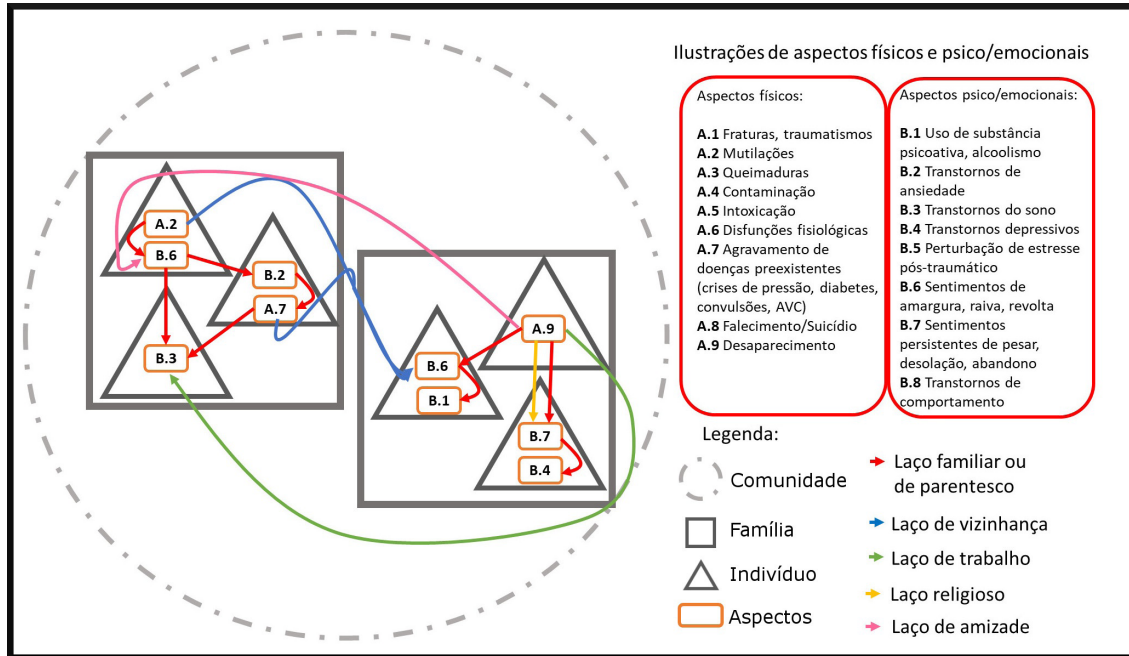 Ilustrações de aspectos físicos e psico/emocionais
Aspectos físicos:
A.1 Fraturas, traumatismos
A.2 Mutilações
A.3 Queimaduras
A.4 Contaminação
A.5 Intoxicação
A.6 Disfunções fisiológicas
A.7 Agravamento de
doenças preexistentes
(crises de pressão, diabetes,
convulsões, AVC)
A.8 Falecimento/Suicídio
A.9 Desaparecimento
Aspectos psico/emocionais:
B.1 Uso de substância
psicoativa, alcoolismo
B.2 Transtornos de
ansiedade
B.3 Transtornos do sono
B.4 Transtornos depressivos
B.5 Perturbação de estresse
pós-traumático
B.6 Sentimentos de
amargura, raiva, revolta
B.7 Sentimentos
persistentes de pesar,
desolação, abandono
B.8 Transtornos de
comportamento
A.2
B.6
B.2
A.7
B.3
A.9
B.6
B.1
B.7
B.4
Legenda:
Comunidade
Família
Indivíduo
Aspectos
Laço familiar ou
de parentesco
Laço de vizinhança
Laço de trabalho
Laço religioso
Laço de amizade